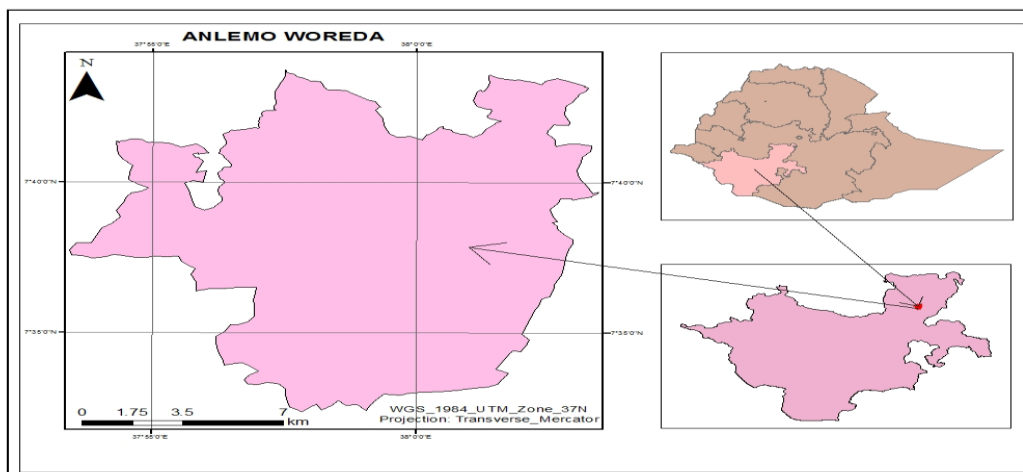 ANLEMO WOREDA
37°55'0"E
38°0'0"E
N
7°40'0"N
7°40'0"N
7°35'0"N
7°35'0"N
0 1.75 3.5 7
km
WGS_1984_UTM_Zone_37N
Projection: Transverse_Mercator
37°55'0"E
38°0'0"E